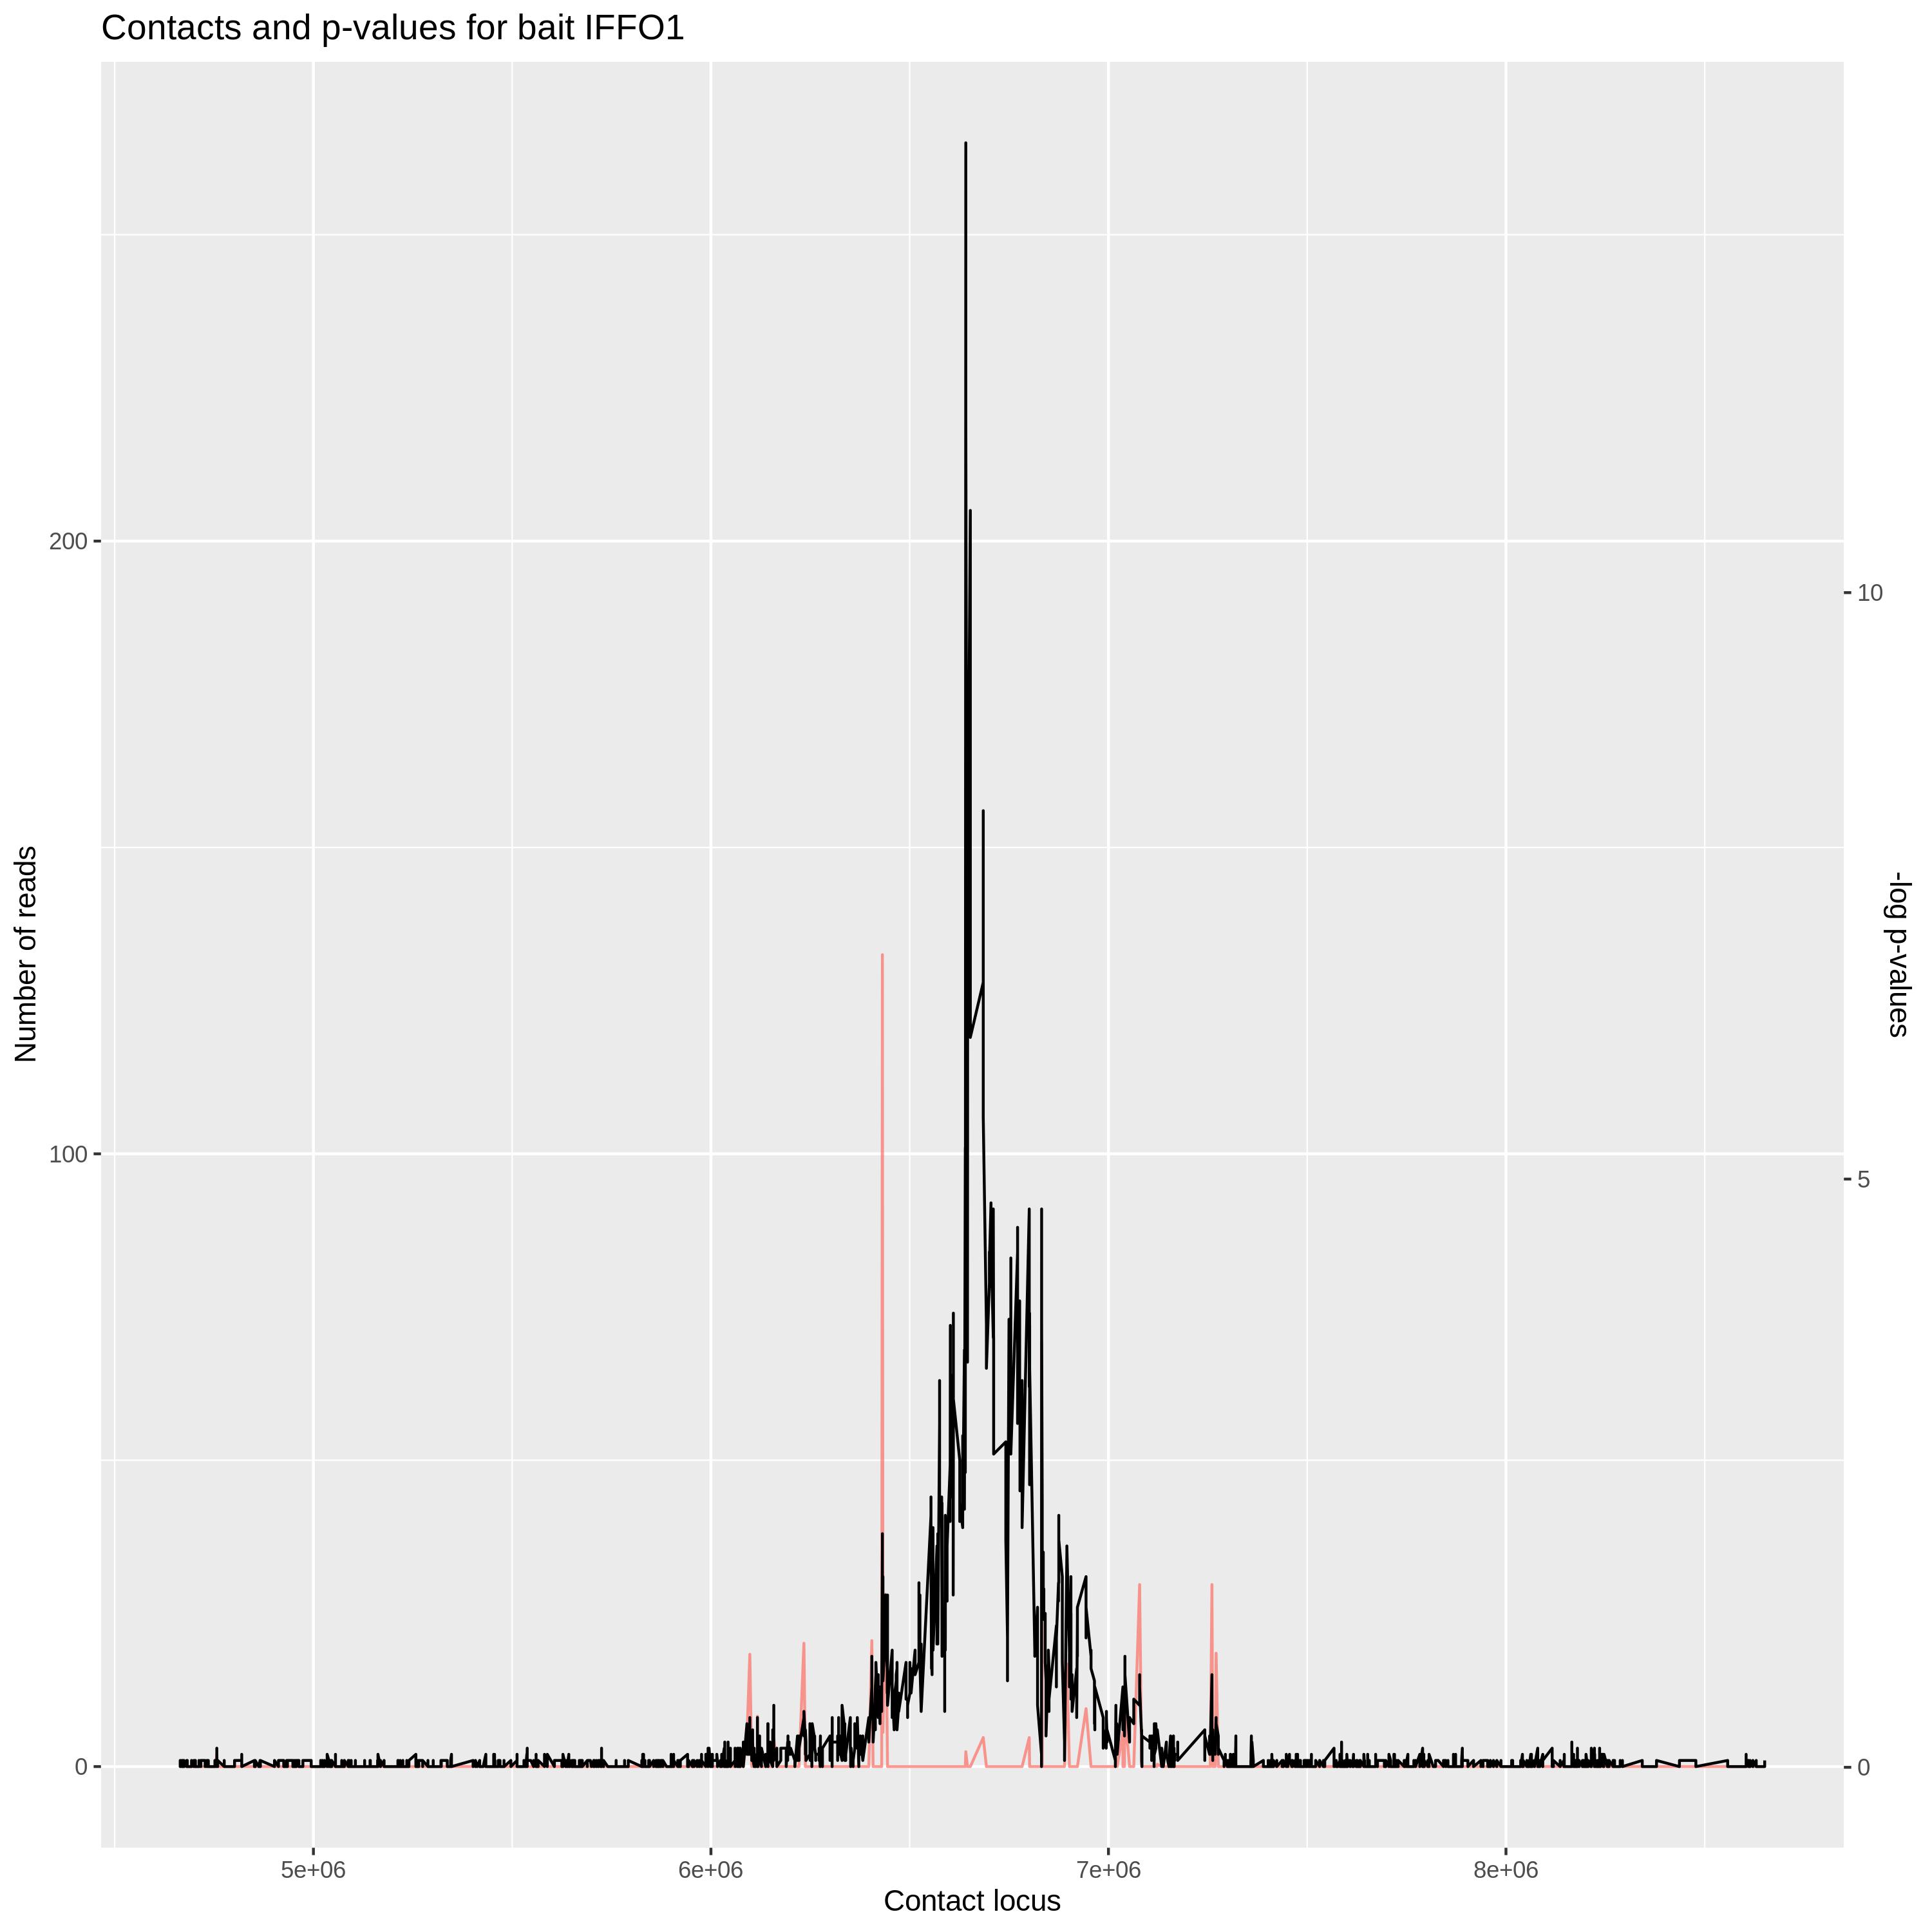 Contacts and p-values for bait IFFO1
Number of reads
200
100
0
10
5
0
-log p-values
5e+06
6e+06
7e+06
8e+06
Contact locus